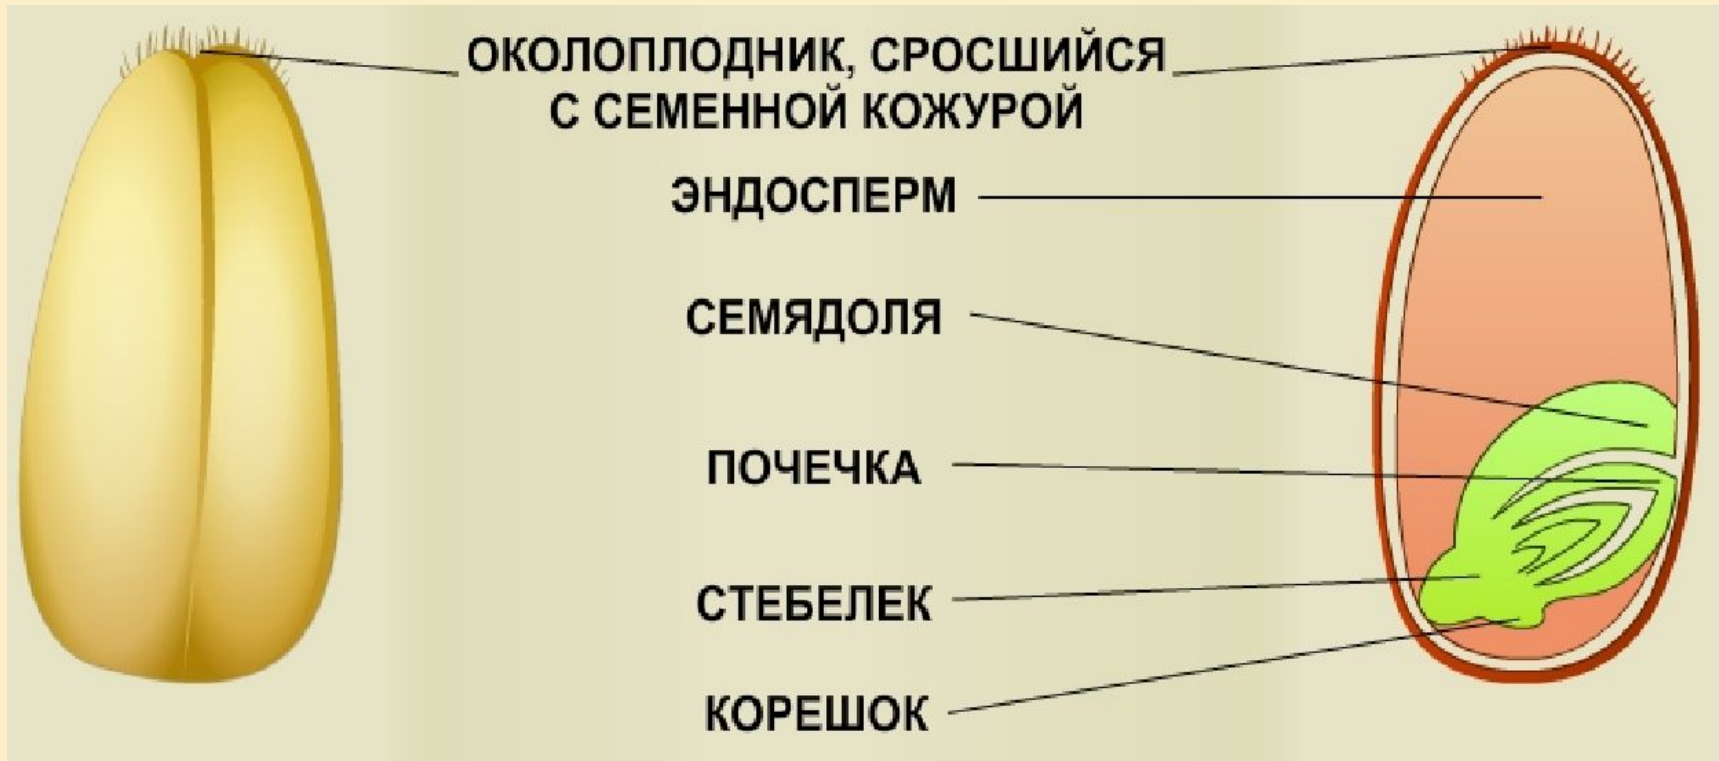 ОКОЛОПЛОДНИК, СРОСШИЙСЯ
С СЕМЕННОЙ КОЖУРОЙ
ЭНДОСПЕРМ
СЕМЯДОЛЯ
ПОЧЕЧКА
СТЕБЕЛЕК
КОРЕШОК